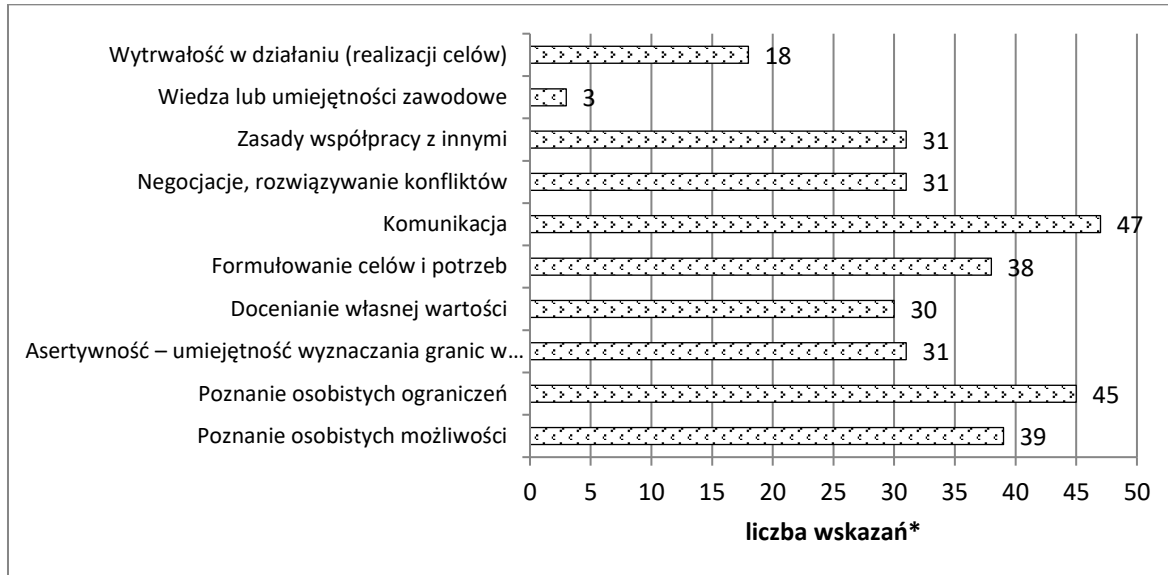 Wytrwałość w działaniu (realizacji celów) 18
Wiedza lub umiejętności zawodowe 3
Zasady współpracy z innymi 31
Negocjacje, rozwiązywanie konfliktów 31
Komunikacja 47
Formułowanie celów i potrzeb 38
Docenianie własnej wartości 30
Asertywność – umiejętność wyznaczania granic w... 31
Poznanie osobistych ograniczeń 45
Poznanie osobistych możliwości 39
0 5 10 15 20 25 30 35 40 45 50
liczba wskazań*